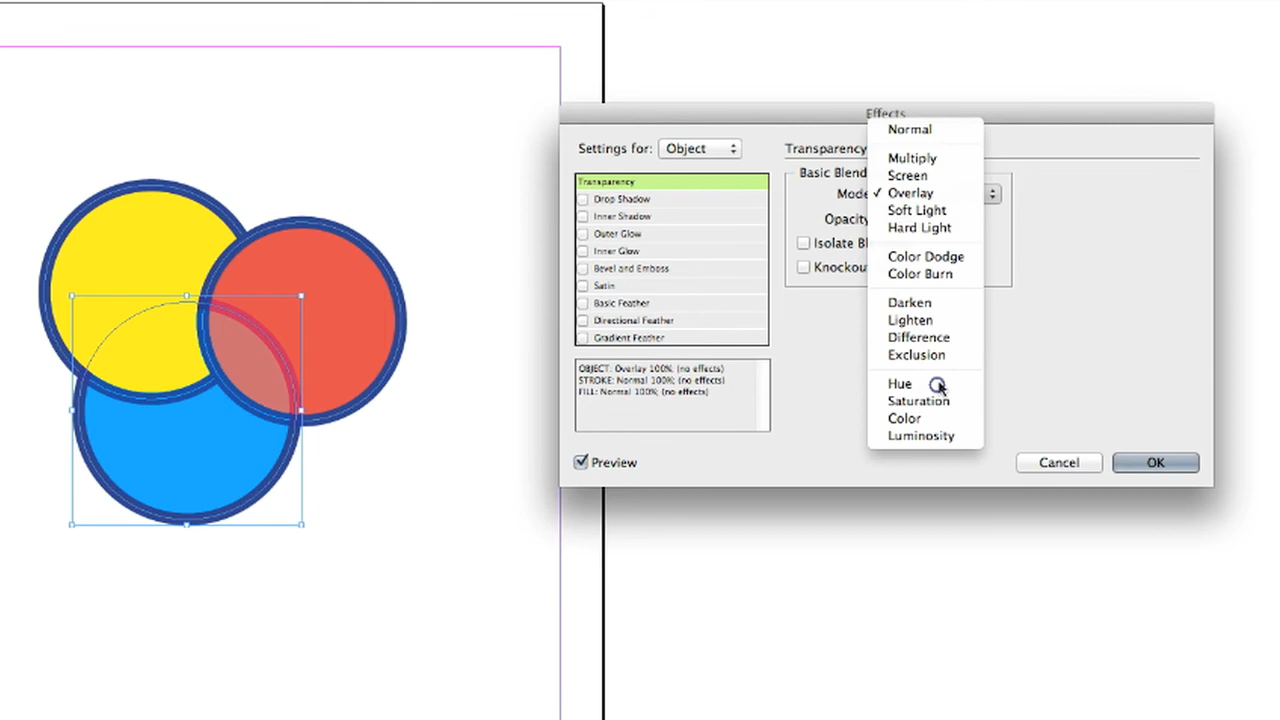 Effects
Settings for: Object
Transparency
Drop Shadow
Inner Shadow
Outer Glow
Inner Glow
Bevel and Emboss
Satin
Basic Feather
Directional Feather
Gradient Feather
OBJECT: Overlay 100%; (no effects)
STROKE: Normal 100%; (no effects)
FILL: Normal 100%; (no effects)
Preview
Transparency
Basic Blend
Mode
Opacity
Isolate Bl
Knockou
Normal
Multiply
Screen
✓ Overlay
Soft Light
Hard Light
Color Dodge
Color Burn
Darken
Lighten
Difference
Exclusion
Hue
Saturation
Color
Luminosity
Cancel
OK